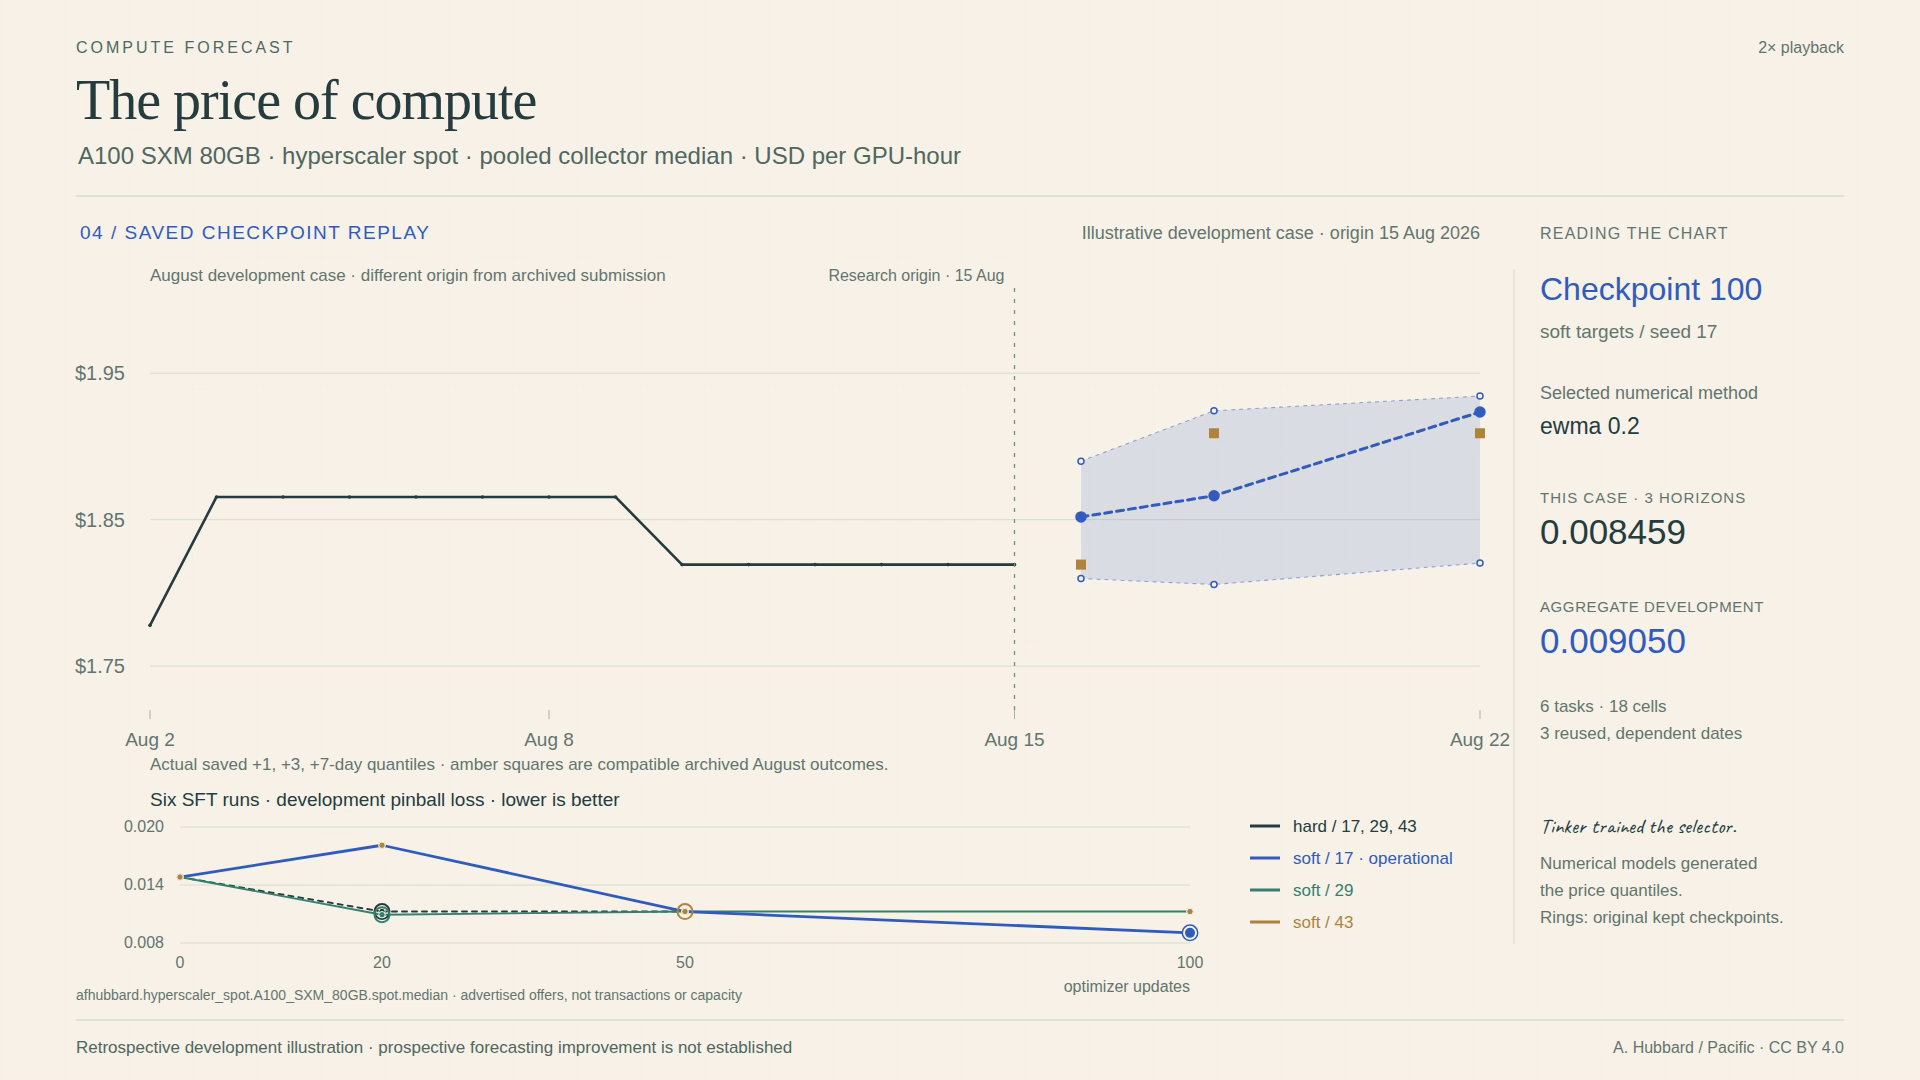 COMPUTE FORECAST
2× playback
The price of compute
A100 SXM 80GB · hyperscaler spot · pooled collector median · USD per GPU-hour
04 / SAVED CHECKPOINT REPLAY
Illustrative development case · origin 15 Aug 2026
August development case · different origin from archived submission
Research origin · 15 Aug
$1.95
$1.85
$1.75
Aug 2
Aug 8
Aug 15
Aug 22
Actual saved +1, +3, +7-day quantiles · amber squares are compatible archived August outcomes.
Six SFT runs · development pinball loss · lower is better
0.020
0.014
0.008
0
20
50
100
optimizer updates
hard / 17, 29, 43
soft / 17 · operational
soft / 29
soft / 43
READING THE CHART
Checkpoint 100
soft targets / seed 17
Selected numerical method
ewma 0.2
THIS CASE · 3 HORIZONS
0.008459
AGGREGATE DEVELOPMENT
0.009050
6 tasks · 18 cells
3 reused, dependent dates
Tinker trained the selector.
Numerical models generated
the price quantiles.
Rings: original kept checkpoints.
afhubbard.hyperscaler_spot.A100_SXM_80GB.spot.median · advertised offers, not transactions or capacity
Retrospective development illustration · prospective forecasting improvement is not established
A. Hubbard / Pacific · CC BY 4.0